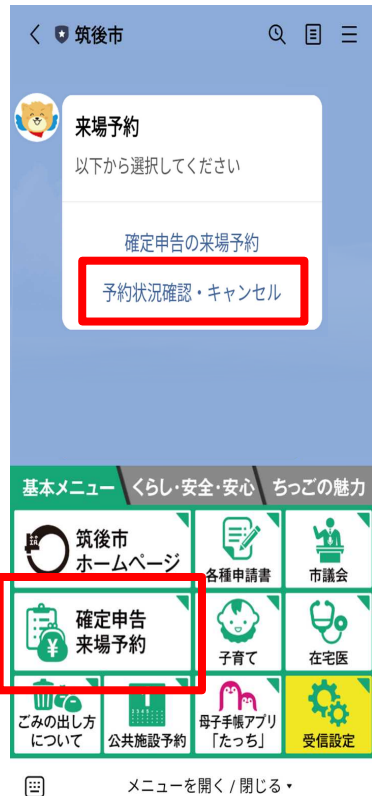 筑後市
来場予約
以下から選択してください
確定申告の来場予約
予約状況確認・キャンセル
基本メニュー
くらし・安全・安心
ちっごの魅力
筑後市
ホームページ
各種申請書
市議会
確定申告
来場予約
子育て
在宅医
ごみの出し方
について
公共施設予約
母子手帳アプリ
「たっち」
受信設定
メニューを開く / 閉じる ▾